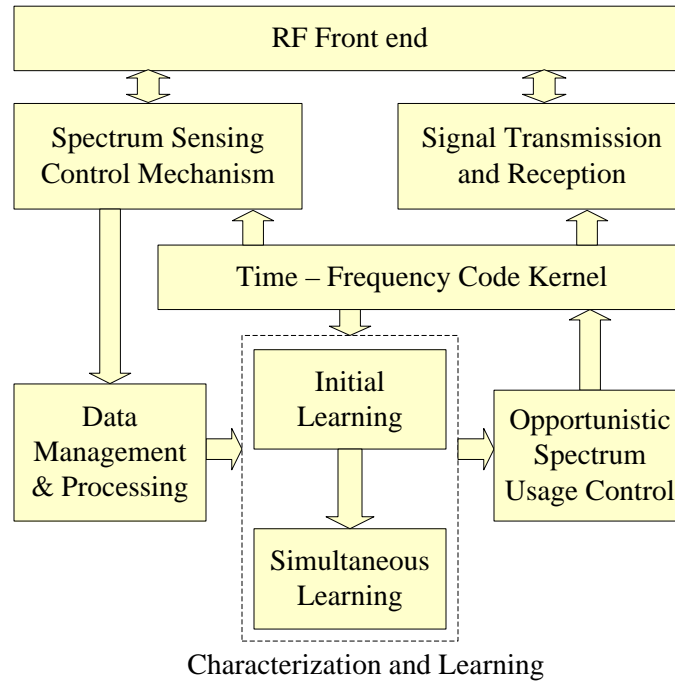 RF Front end
Spectrum Sensing
Control Mechanism
Signal Transmission
and Reception
Time – Frequency Code Kernel
Initial
Learning
Data
Management
& Processing
Opportunistic
Spectrum
Usage Control
Simultaneous
Learning
Characterization and Learning